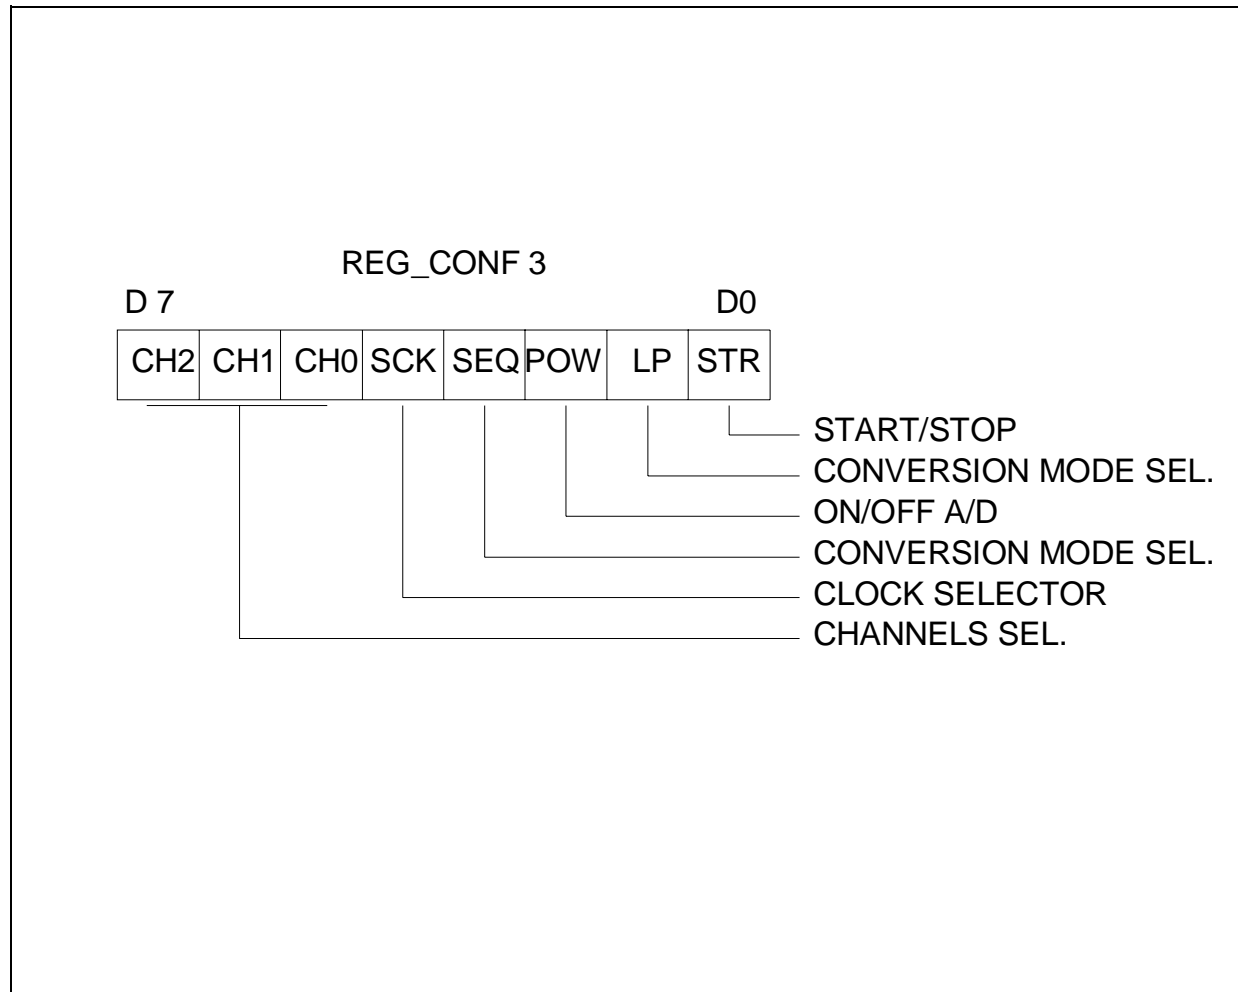 REG_CONF 3
D 7 D0
CH2 CH1 CH0 SCK SEQ POW LP STR
START/STOP
CONVERSION MODE SEL.
ON/OFF A/D
CONVERSION MODE SEL.
CLOCK SELECTOR
CHANNELS SEL.